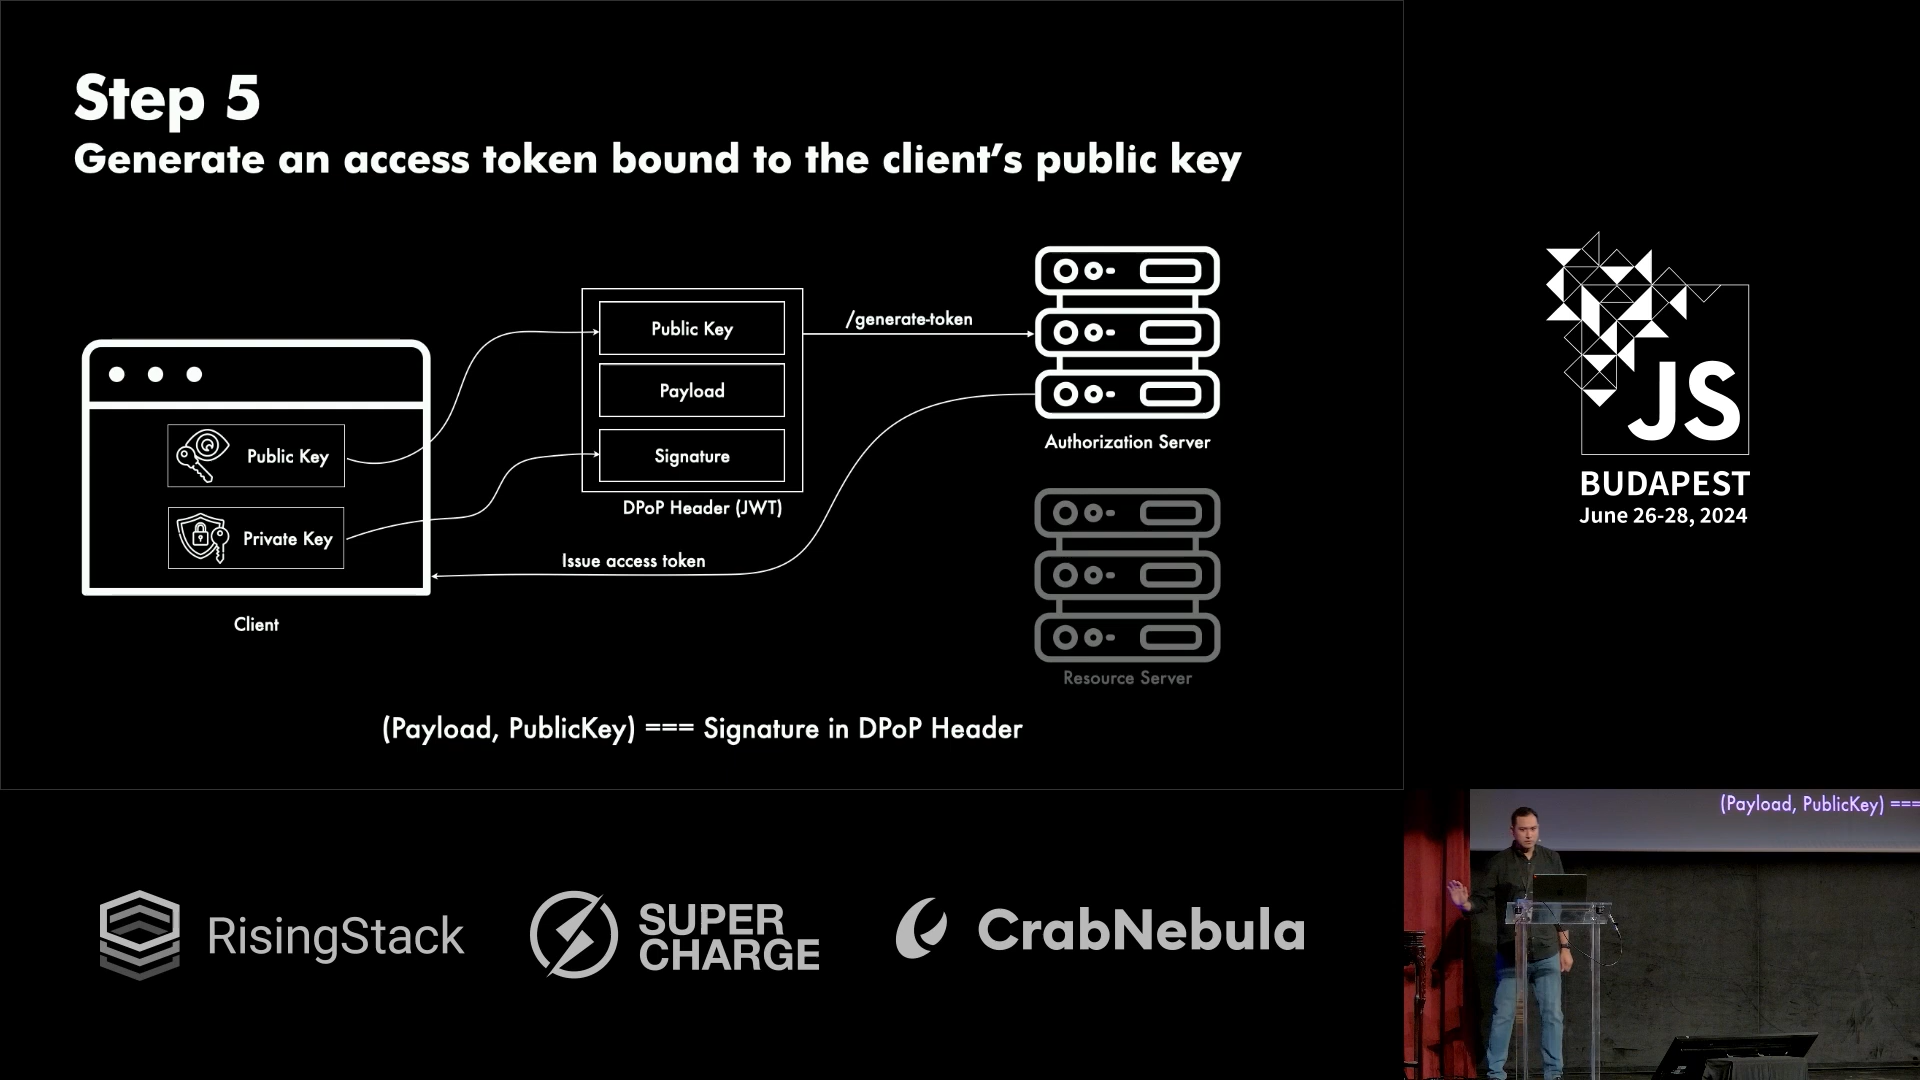 Step 5
Generate an access token bound to the client’s public key
Public Key
Private Key
Client
Public Key
Payload
Signature
DPoP Header (JWT)
/generate-token
Issue access token
Authorization Server
Resource Server
(Payload, PublicKey) === Signature in DPoP Header
JS
BUDAPEST
June 26-28, 2024
(Payload, PublicKey) ===
RisingStack
SUPER
CHARGE
CrabNebula